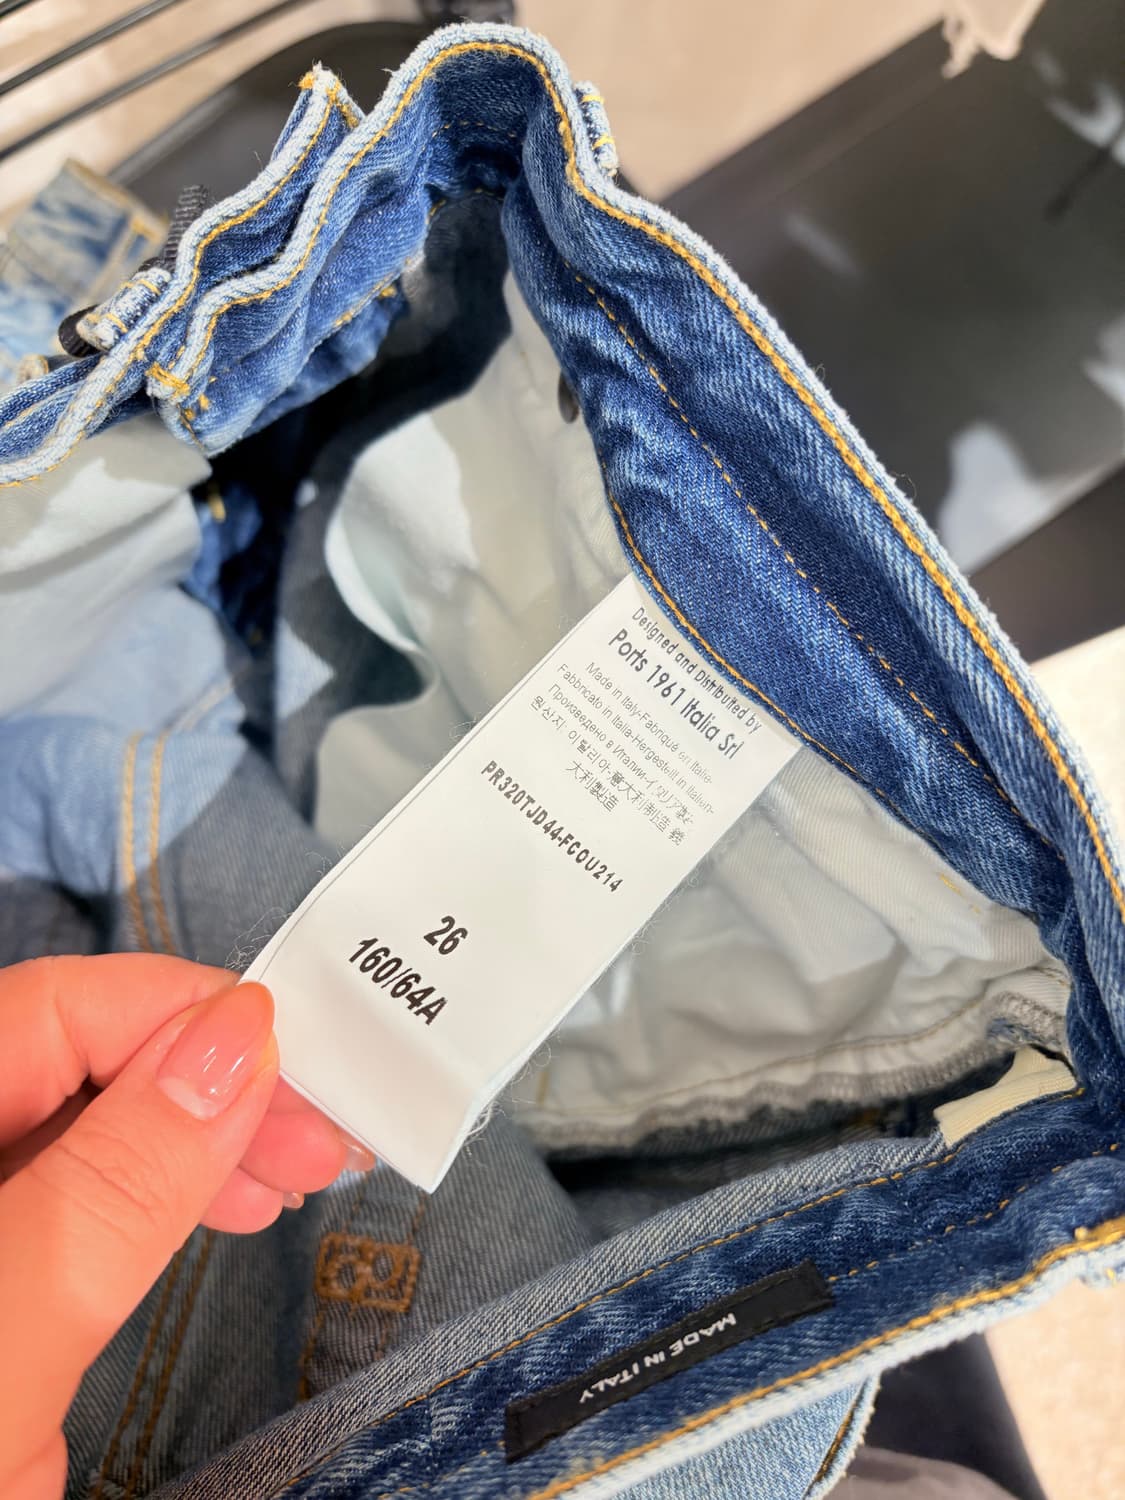 Designed and Distributed by
Ports 1961 Italia Srl
Made in Italy-Fabriqué en Italie-
Fabbricato in Italia-Hergestellt in Italien-
Произведено в Италии-イタリア製-
원산지: 이탈리아-意大利制造
大利製造
PR320TJD44-FCOU214
26
160/64A
MADE IN ITALY